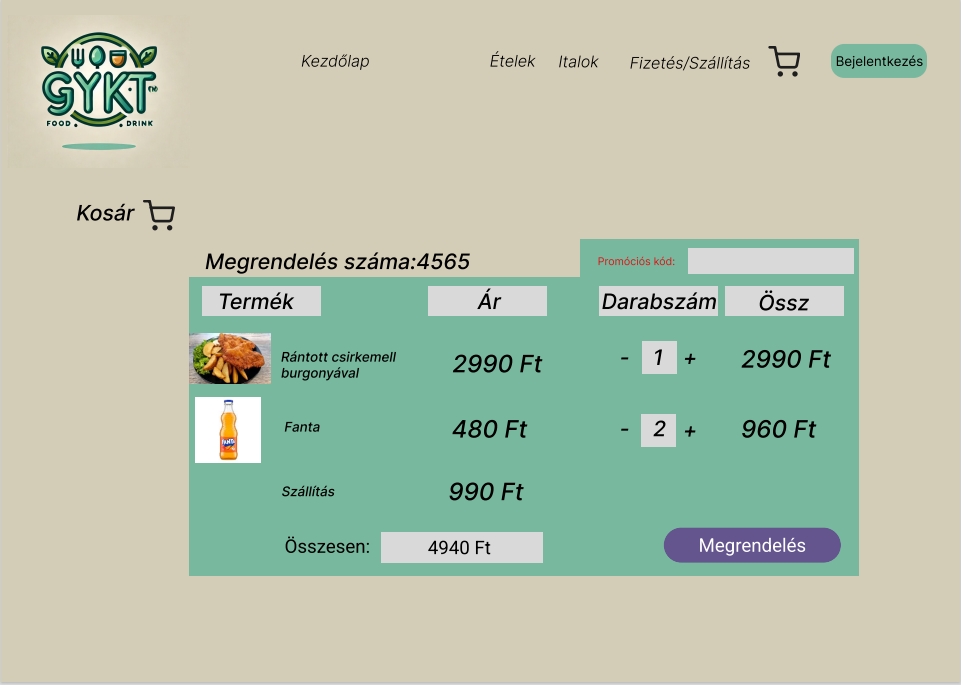 GYKT
FOOD DRINK
Kezdőlap
Ételek
Italok
Fizetés/Szállítás
Bejelentkezés
Kosár
Megrendelés száma:4565
Promóciós kód:
Termék
Ár
Darabszám
Össz
Rántott csirkemell
burgonyával
2990 Ft
- 1 +
2990 Ft
Fanta
480 Ft
- 2 +
960 Ft
Szállítás
990 Ft
Összesen:
4940 Ft
Megrendelés